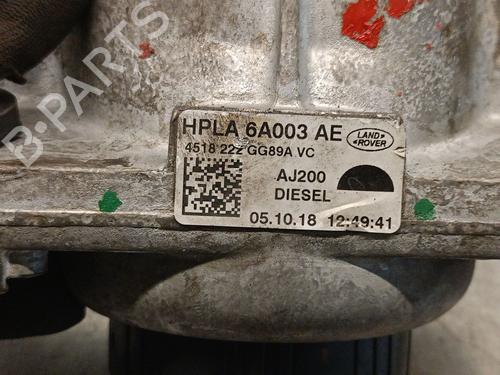 B-PARTS
HPLA 6A003 AE
LAND ROVER
4518 222 GG89A VC
AJ200
DIESEL
05.10.18 12:49:41